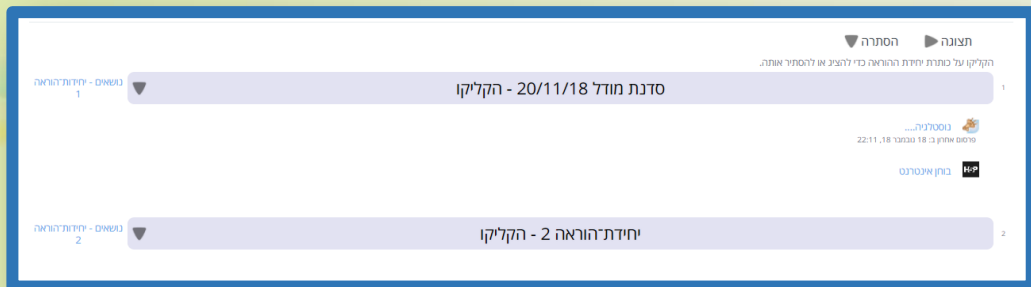 תצוגה הסתרה
הקליקו על כותרת יחידת ההוראה כדי להציג או להסתיר אותה.
1
סדנת מודל 20/11/18 - הקליקו
נושאים - יחידות־הוראה
1
נוסטלגיה....
פרסום אחרון ב: 18 נובמבר 18, 22:11
H-P
בוחן אינטרנט
2
יחידת־הוראה 2 - הקליקו
נושאים - יחידות־הוראה
2